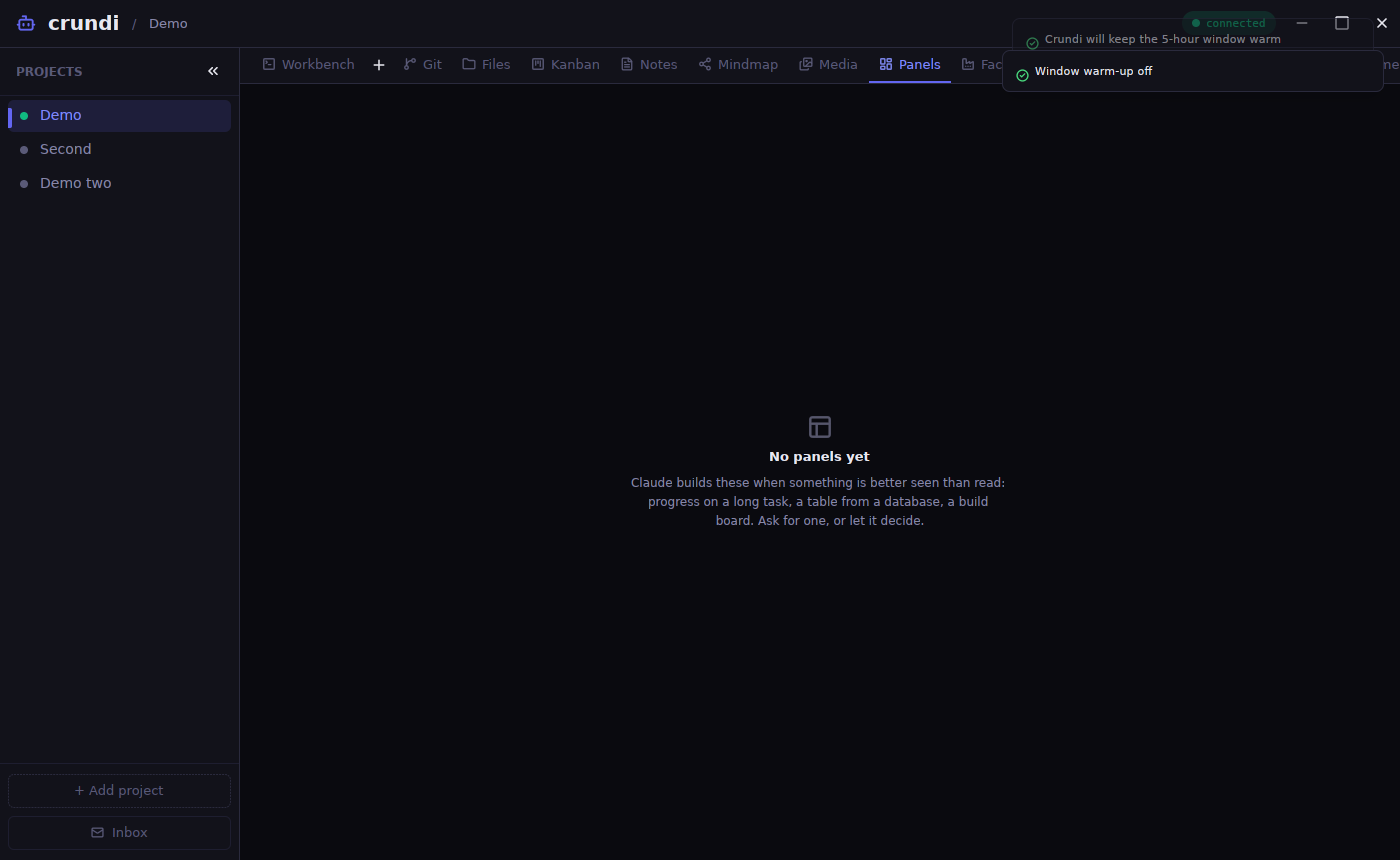 crundi / Demo
connected
Crundi will keep the 5-hour window warm
PROJECTS
Workbench + Git Files Kanban Notes Mindmap Media Panels
Window warm-up off
Demo
Second
Demo two
No panels yet
Claude builds these when something is better seen than read:
progress on a long task, a table from a database, a build
board. Ask for one, or let it decide.
+ Add project
Inbox